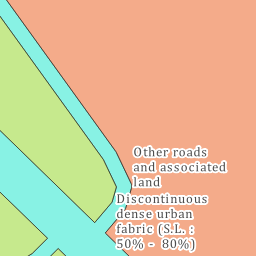 Other roads
and associated
land
Discontinuous
dense urban
fabric (S.L. :
50% -  80%)